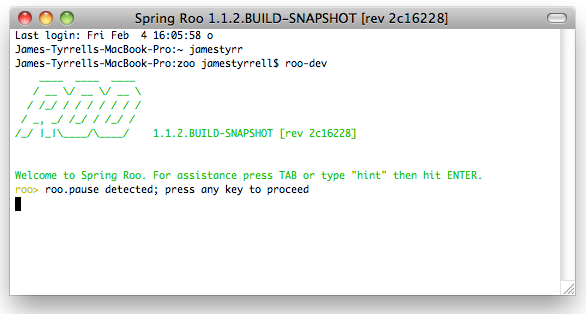 Spring Roo 1.1.2.BUILD-SNAPSHOT [rev 2c16228]
Last login: Fri Feb  4 16:05:58 o
James-Tyrrells-MacBook-Pro:~ jamestyrr
James-Tyrrells-MacBook-Pro:zoo jamestyrrell$ roo-dev
    ____  ____  ____
   / __ \/ __ \/ __ \
  / /_/ / / / / / / /
 / _, _/ /_/ / /_/ /
/_/ |_|\____/\____/    1.1.2.BUILD-SNAPSHOT [rev 2c16228]
Welcome to Spring Roo. For assistance press TAB or type "hint" then hit ENTER.
roo> roo.pause detected; press any key to proceed